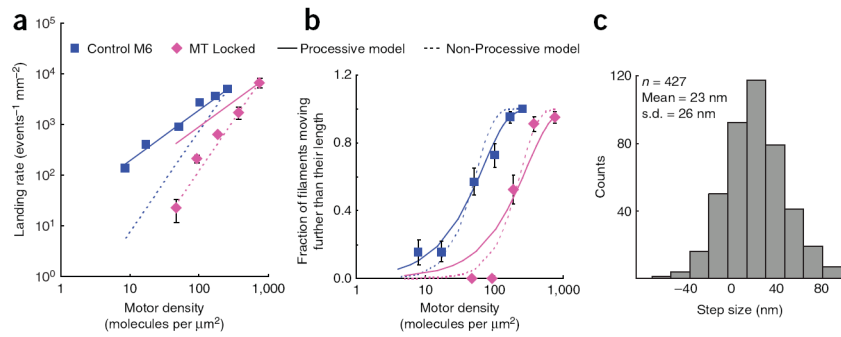 a
b
c
Control M6
MT Locked
Processive model
Non-Processive model
Landing rate (events⁻¹ mm⁻²)
10⁵
10⁴
10³
10²
10¹
10⁰
1
10
100
1,000
Motor density
(molecules per µm²)
Fraction of filaments moving
further than their length
1.2
0.8
0.4
0.0
1
10
100
1,000
Motor density
(molecules per µm²)
Counts
120
80
40
n = 427
Mean = 23 nm
s.d. = 26 nm
−40
0
40
80
Step size (nm)